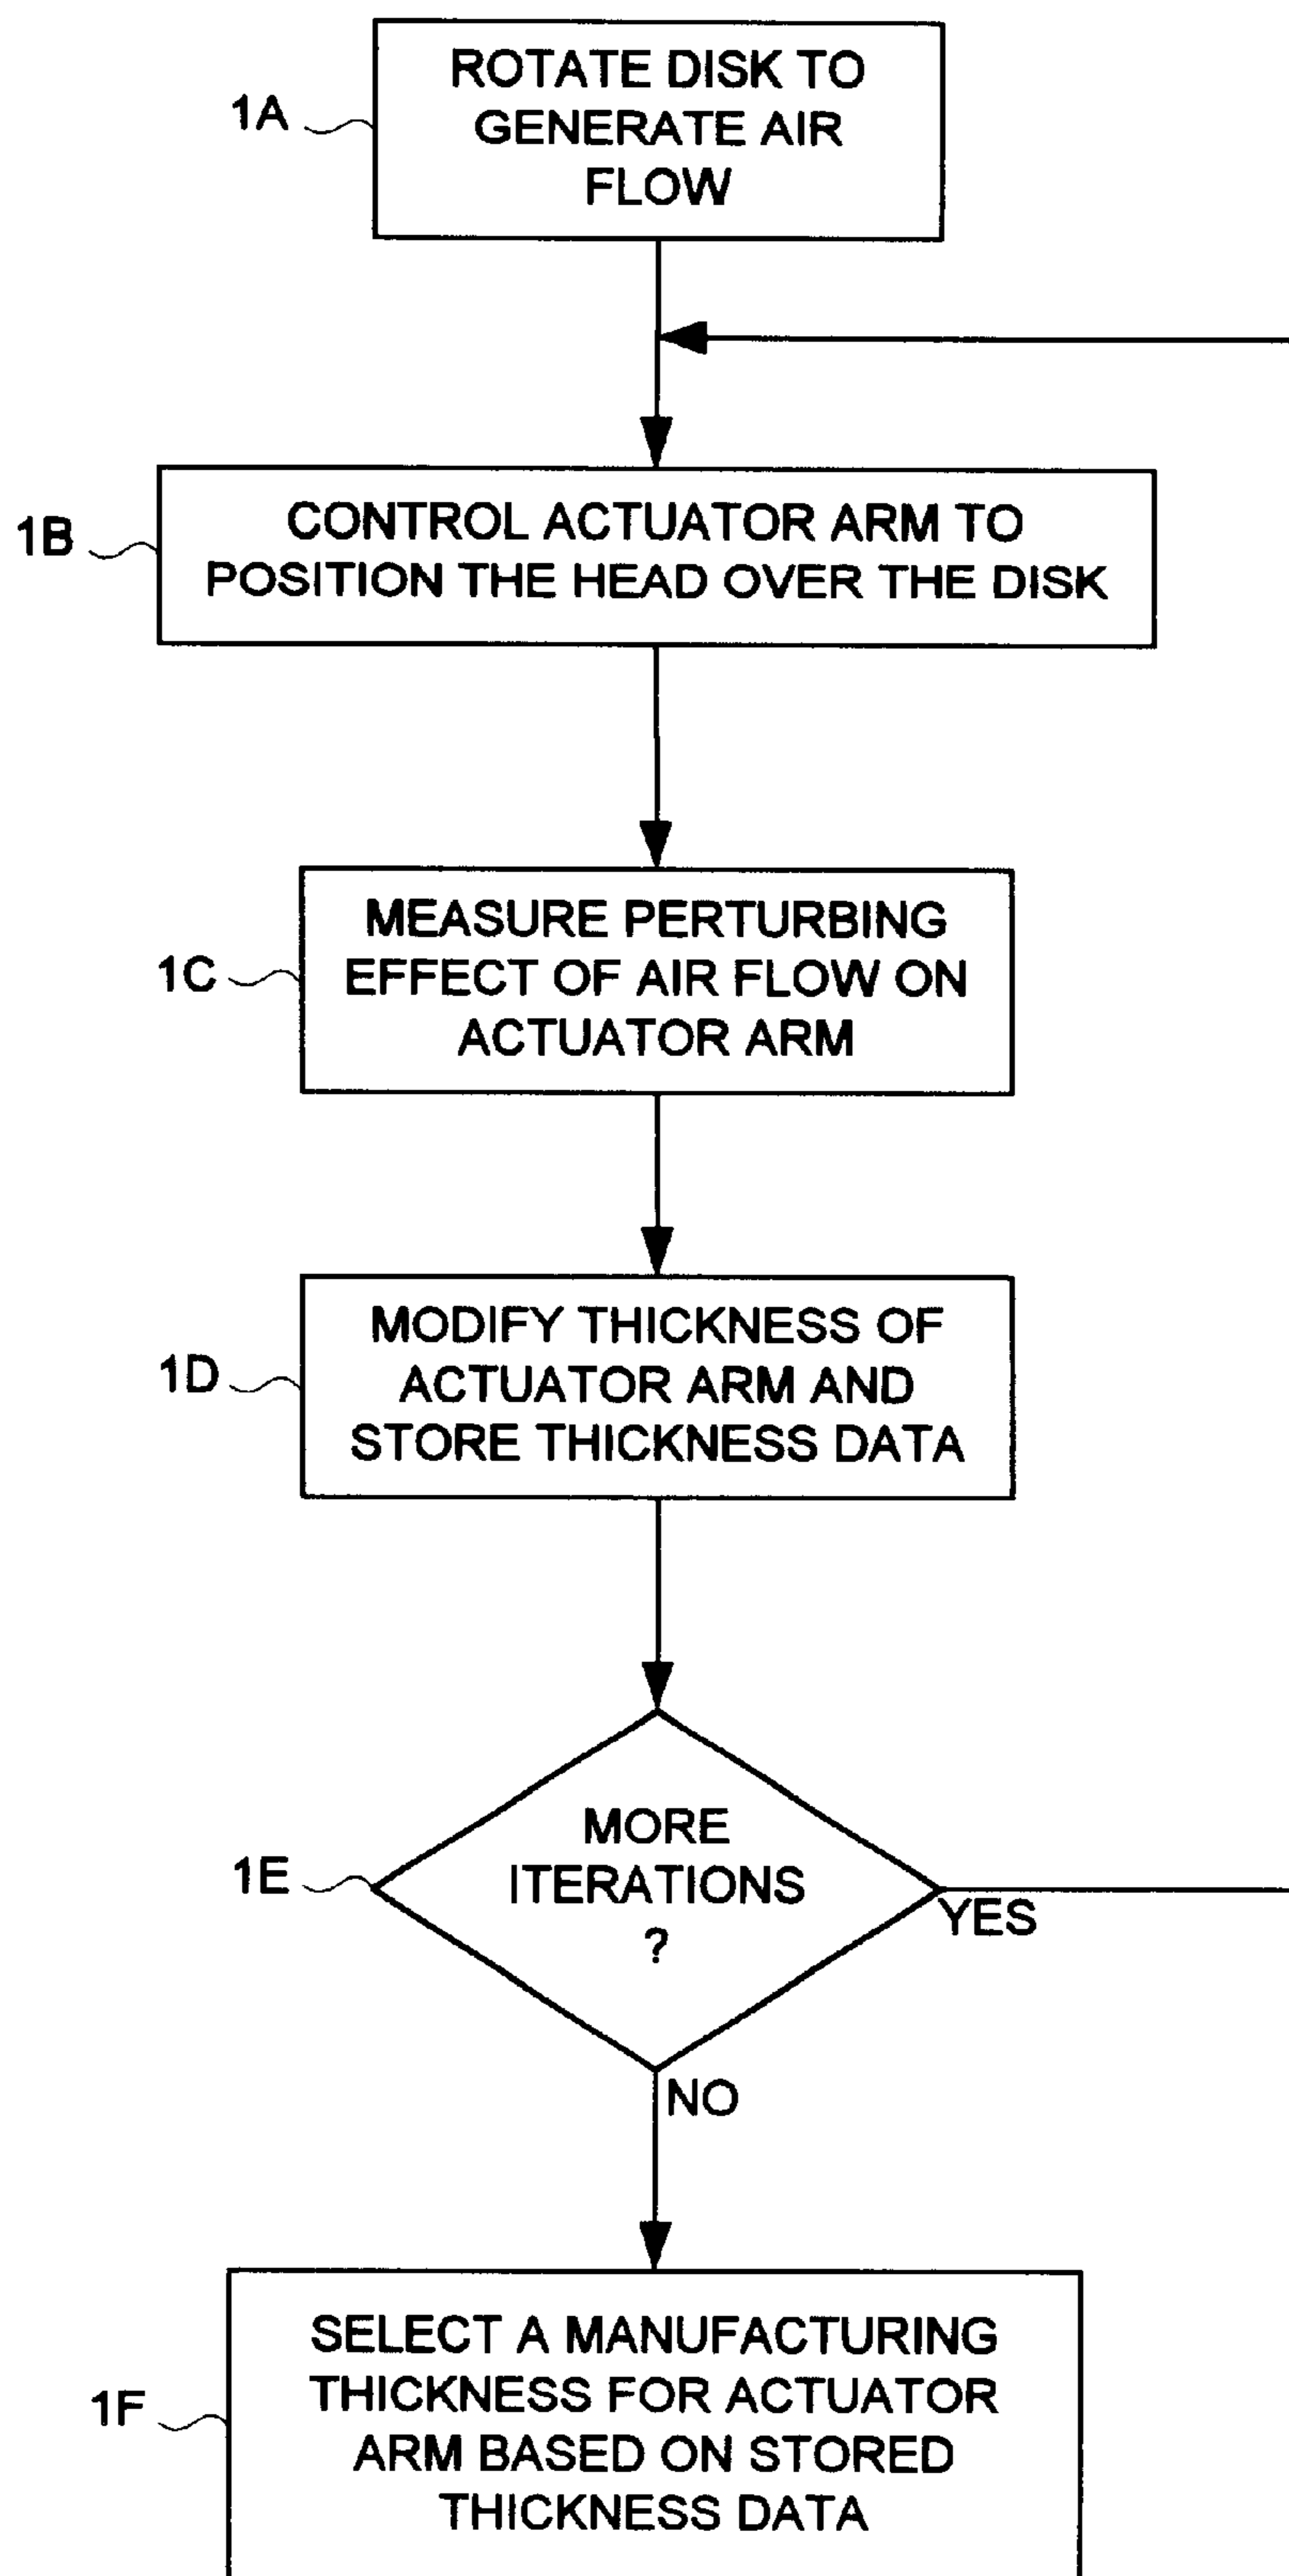 ROTATE DISK TO
GENERATE AIR
FLOW
1A
CONTROL ACTUATOR ARM TO
POSITION THE HEAD OVER THE DISK
1B
MEASURE PERTURBING
EFFECT OF AIR FLOW ON
ACTUATOR ARM
1C
MODIFY THICKNESS OF
ACTUATOR ARM AND
STORE THICKNESS DATA
1D
MORE
ITERATIONS
?
1E
YES
NO
SELECT A MANUFACTURING
THICKNESS FOR ACTUATOR
ARM BASED ON STORED
THICKNESS DATA
1F